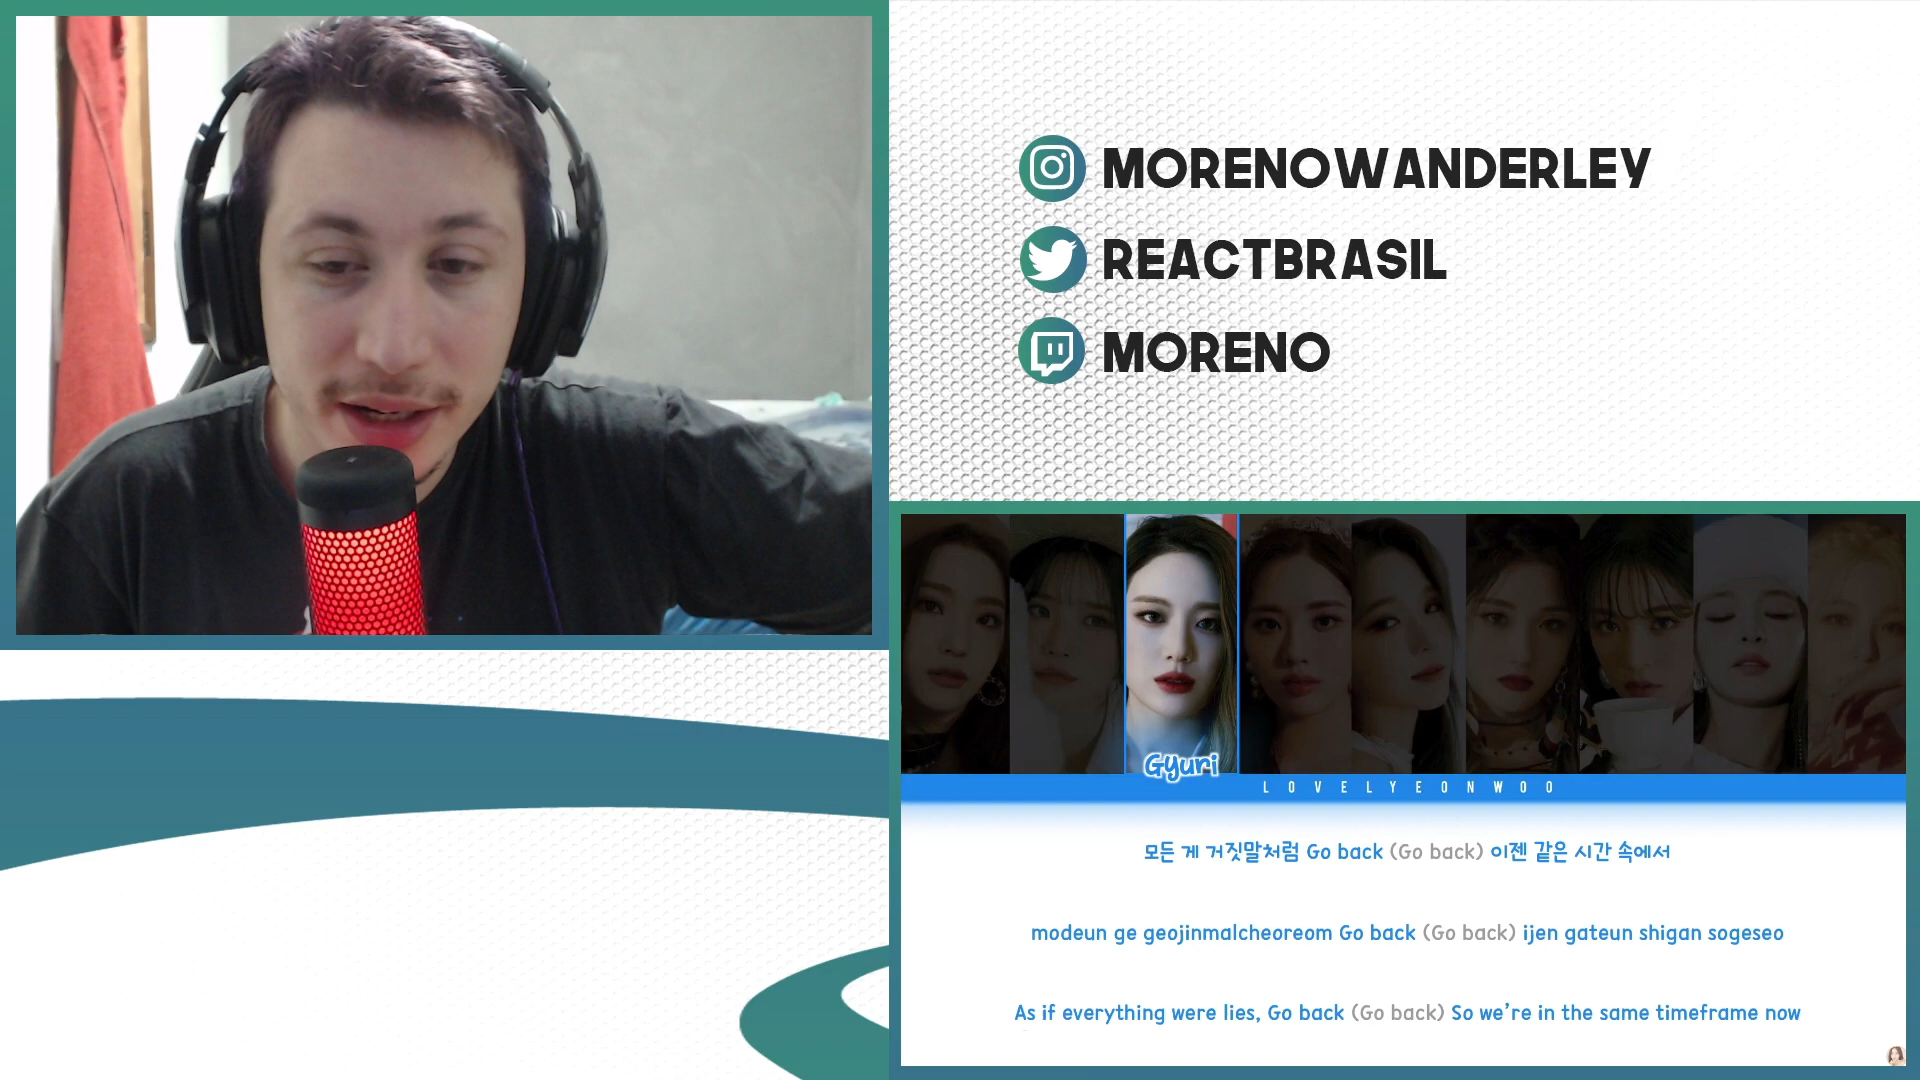 MORENOWANDERLEY
REACTBRASIL
MORENO
Gyuri
LOVELYEONWOO
모든 게 거짓말처럼 Go back (Go back) 이젠 같은 시간 속에서
modeun ge geojinmalcheoreom Go back (Go back) ijen gateun shigan sogeseo
As if everything were lies, Go back (Go back) So we're in the same timeframe now